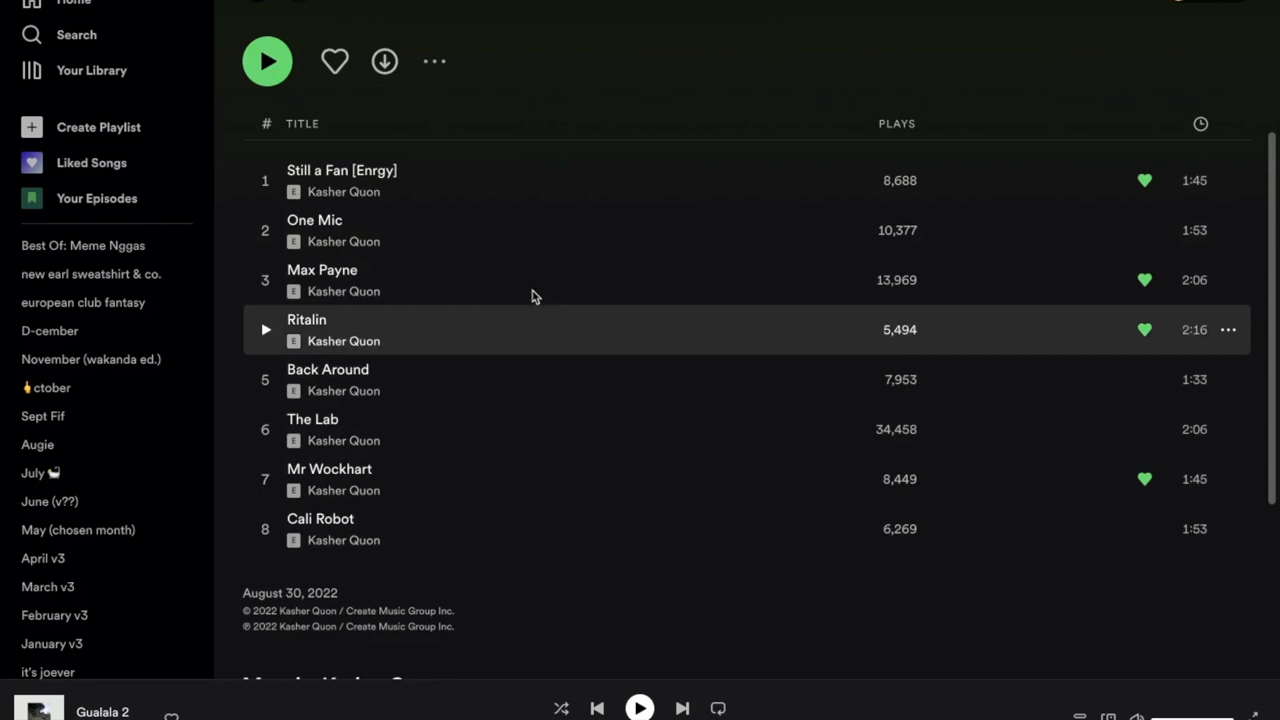 Home
Search
Your Library
Create Playlist
Liked Songs
Your Episodes
Best Of: Meme Nggas
new earl sweatshirt & co.
european club fantasy
D-cember
November (wakanda ed.)
🖕ctober
Sept Fif
Augie
July
June (v??)
May (chosen month)
April v3
March v3
February v3
January v3
it's joever
# TITLE PLAYS
1 Still a Fan [Enrgy] 8,688 1:45
E Kasher Quon
2 One Mic 10,377 1:53
E Kasher Quon
3 Max Payne 13,969 2:06
E Kasher Quon
Ritalin 5,494 2:16
E Kasher Quon
5 Back Around 7,953 1:33
E Kasher Quon
6 The Lab 34,458 2:06
E Kasher Quon
7 Mr Wockhart 8,449 1:45
E Kasher Quon
8 Cali Robot 6,269 1:53
E Kasher Quon
August 30, 2022
© 2022 Kasher Quon / Create Music Group Inc.
℗ 2022 Kasher Quon / Create Music Group Inc.
Gualala 2